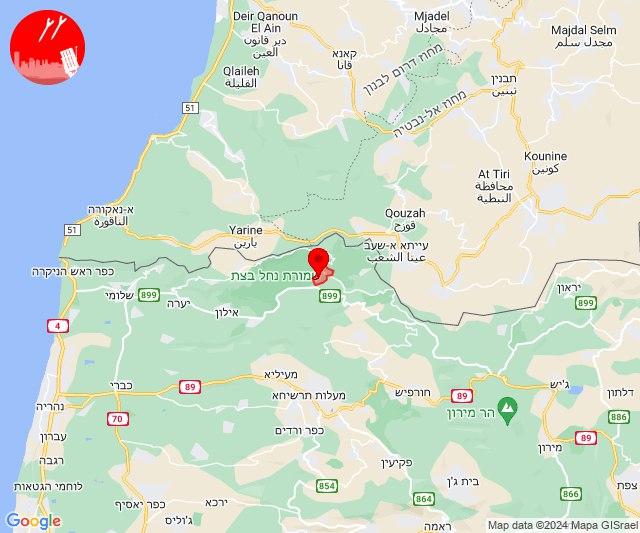 Deir Qanoun
El Ain
דיר קאנון
دير قانون
العين
Mjadel
مجادل
Majdal Selm
מג'דל סלם
مجدل سلم
קאנא
قانا
מחוז דרום לבנון
Qlaileh
القليلة
תבנין
تبنين
מחוז אל-נבטיה
51
Kounine
כונין
كونين
At Tiri
محافظة
النبطية
א-נאקורה
الناقورة
Qouzah
قوزح
51
Yarine
يارين
עייתא א-שעב
عيتا الشعب
כפר ראש הניקרה
שמורת נחל בצת
899
שלומי
יערה
899
אילון
899
יראון
4
כברי
89
מעיליא
מעלות תרשיחא
חורפיש
89
ג'יש
דלתון
נהריה
70
הר מירון
886
עברון
כפר ורדים
89
מירון
רגבה
פקיעין
לוחמי הגטאות
854
בית ג'ן
צפת
כפר יאסיף
ירכא
864
866
ג'וליס
ראמה
Google
Map data ©2024 Mapa GISrael